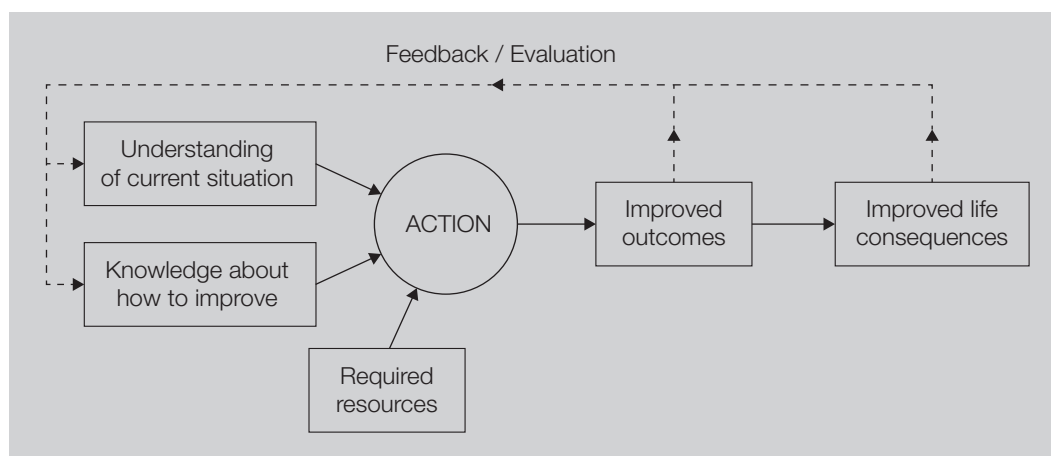 Feedback / Evaluation
Understanding
of current situation
ACTION
Improved
outcomes
Improved life
consequences
Knowledge about
how to improve
Required
resources